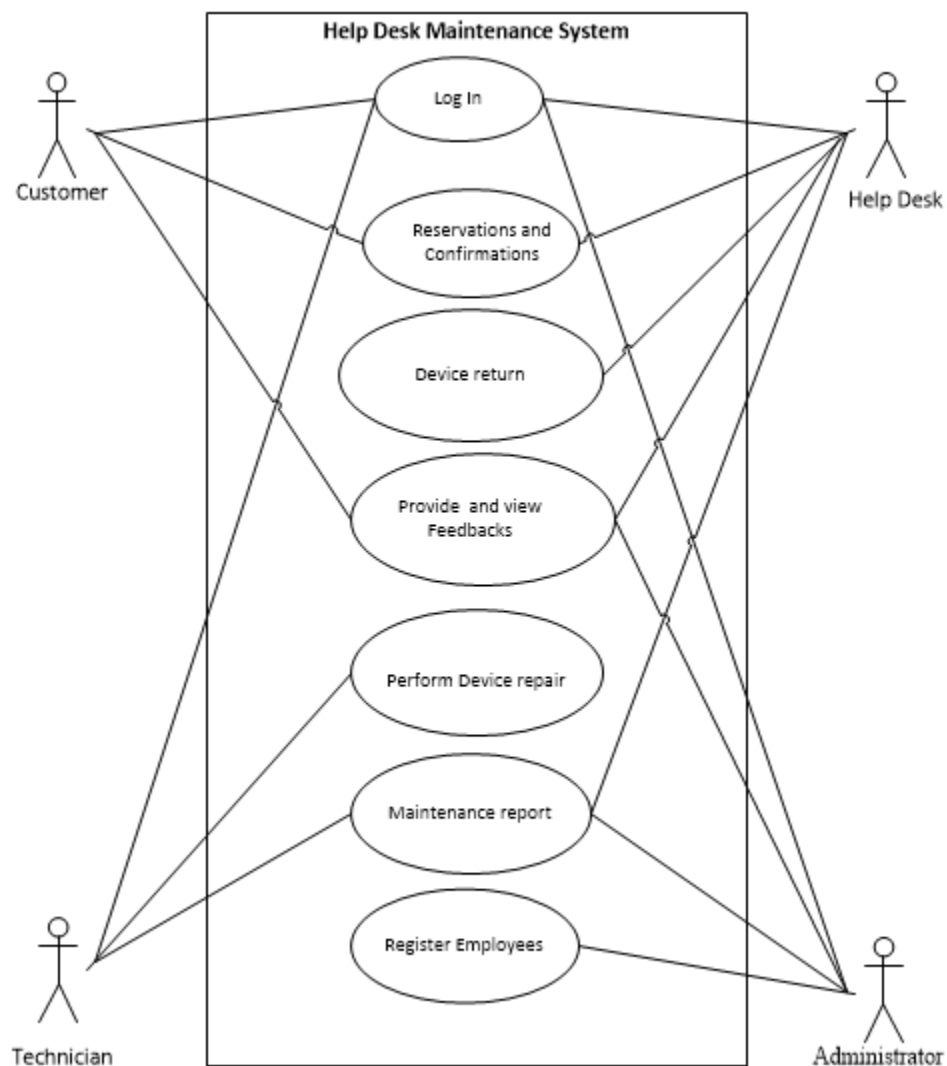 Help Desk Maintenance System
Log In
Customer
Help Desk
Reservations and
Confirmations
Device return
Provide and view
Feedbacks
Perform Device repair
Maintenance report
Register Employees
Technician
Administrator